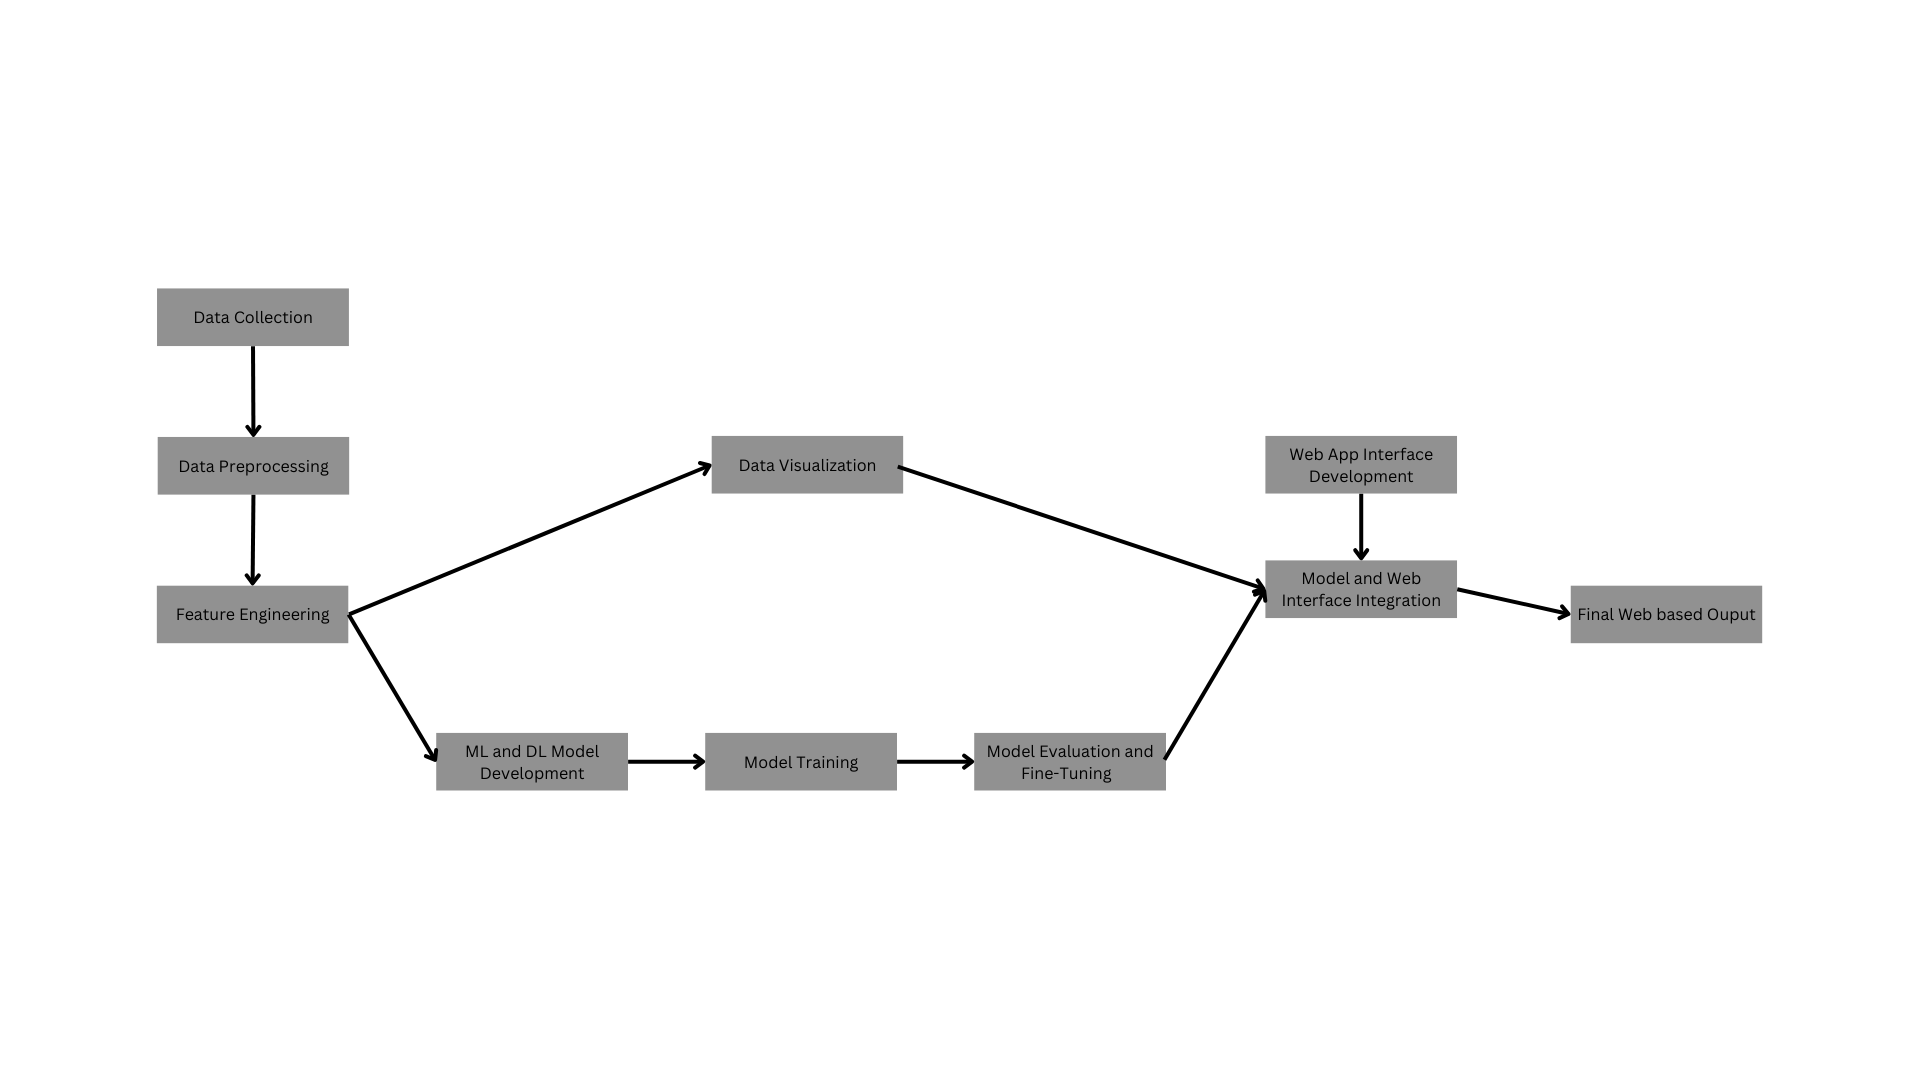 Data Collection
Data Preprocessing
Feature Engineering
Data Visualization
ML and DL Model
Development
Model Training
Model Evaluation and
Fine-Tuning
Web App Interface
Development
Model and Web
Interface Integration
Final Web based Ouput